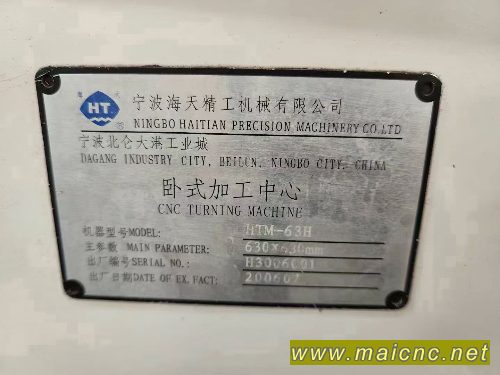 HT
宁波海天精工机械有限公司
NINGBO HAITIAN PRECISION MACHINERY CO.LTD
宁波北仑大港工业城
DAGANG INDUSTRY CITY, BEILUN, NINGBO CITY, CHINA
卧式加工中心
CNC TURNING MACHINE
机器型号MODEL: HTM-63H
主参数 MAIN PARAMETER: 630×630mm
出厂编号SERIAL NO.:
出厂日期DATE OF EX.FACT: 200607
www.maicnc.net